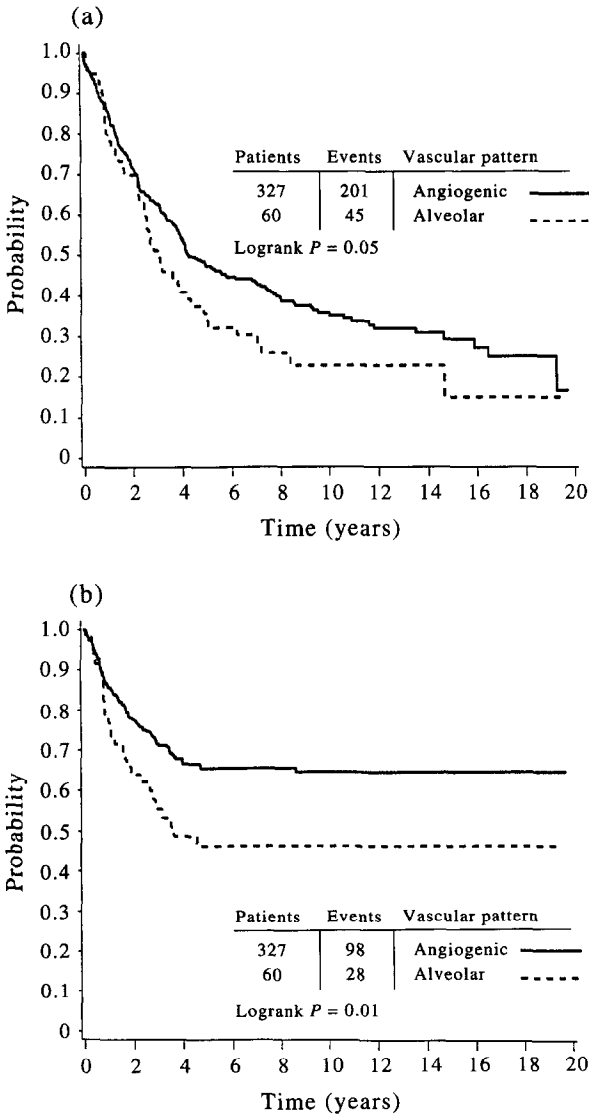 (a)
1.0
0.9
0.8
0.7
0.6
0.5
0.4
0.3
0.2
0.1
0
Probability
Patients Events Vascular pattern
327 201 Angiogenic
60 45 Alveolar
Logrank P = 0.05
0 2 4 6 8 10 12 14 16 18 20
Time (years)
(b)
1.0
0.9
0.8
0.7
0.6
0.5
0.4
0.3
0.2
0.1
0
Probability
Patients Events Vascular pattern
327 98 Angiogenic
60 28 Alveolar
Logrank P = 0.01
0 2 4 6 8 10 12 14 16 18 20
Time (years)